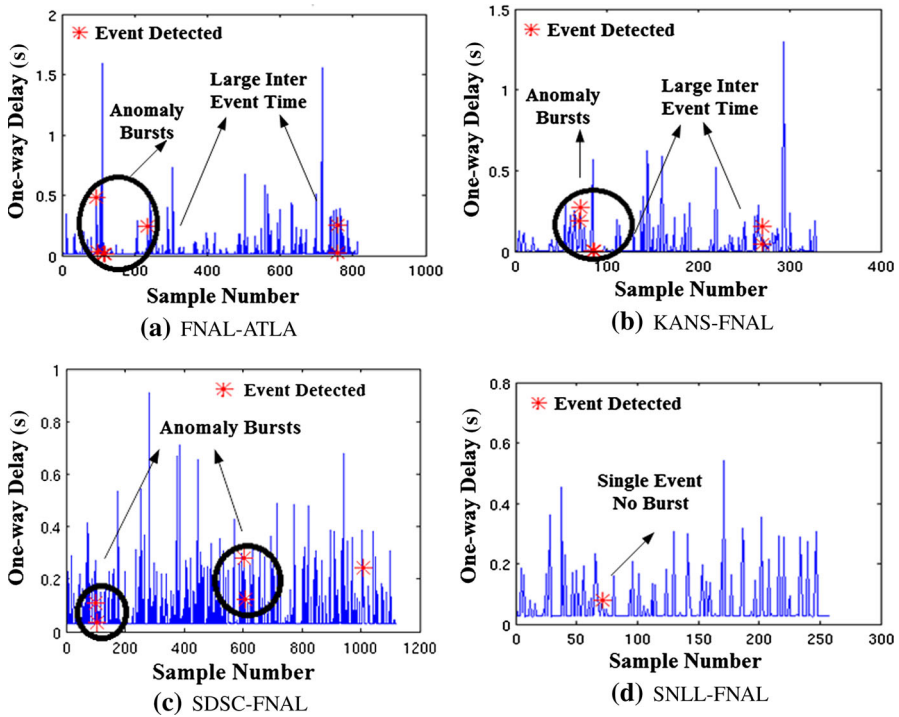 2
1.5
1
0.5
0
One-way Delay (s)
Event Detected
Anomaly
Bursts
Large Inter
Event Time
0 200 400 600 800 1000
Sample Number
(a) FNAL-ATLA
1.5
1
0.5
0
One-way Delay (s)
Event Detected
Anomaly
Bursts
Large Inter
Event Time
0 100 200 300 400
Sample Number
(b) KANS-FNAL
1
0.8
0.6
0.4
0.2
0
One-way Delay (s)
Event Detected
Anomaly Bursts
0 200 400 600 800 1000 1200
Sample Number
(c) SDSC-FNAL
0.8
0.6
0.4
0.2
0
One-way Delay (s)
Event Detected
Single Event
No Burst
0 50 100 150 200 250 300
Sample Number
(d) SNLL-FNAL